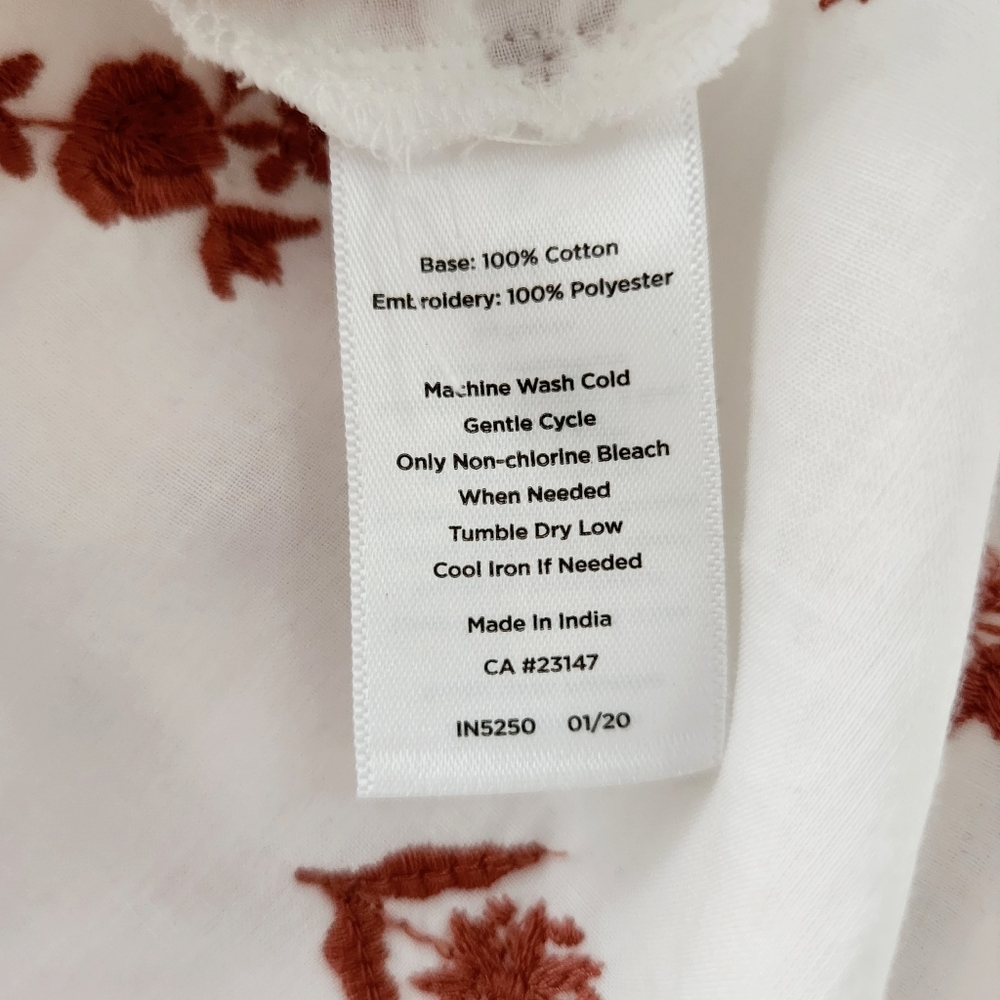 Base: 100% Cotton
Embroidery: 100% Polyester
Machine Wash Cold
Gentle Cycle
Only Non-chlorine Bleach
When Needed
Tumble Dry Low
Cool Iron If Needed
Made In India
CA #23147
IN5250 01/20